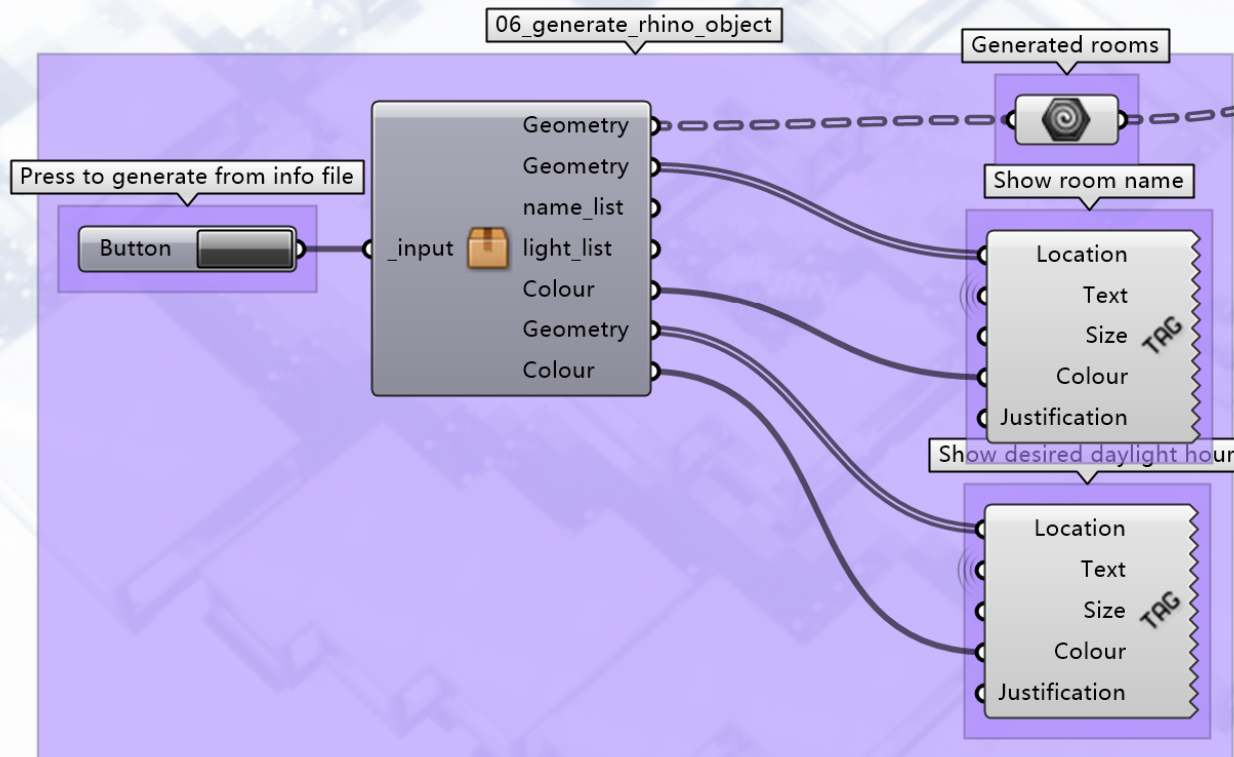 06_generate_rhino_object
Generated rooms
Geometry
Press to generate from info file
Geometry
Show room name
name_list
Button
_input
light_list
Location
Colour
Text
Geometry
Size
TAG
Colour
Colour
Justification
Show desired daylight hour
Location
Text
Size
TAG
Colour
Justification